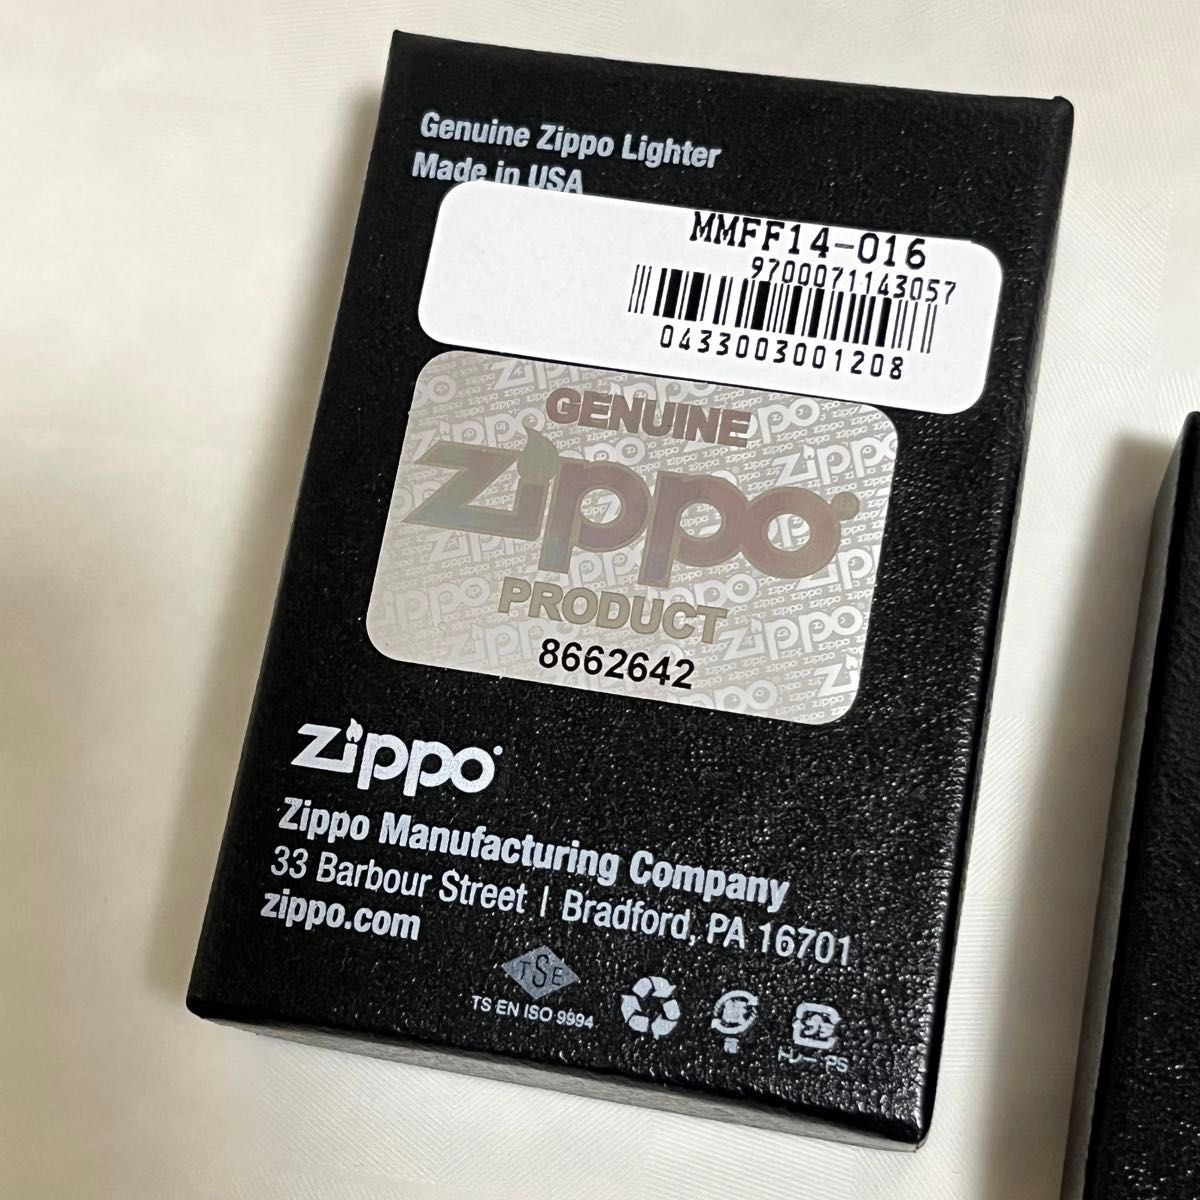 Genuine Zippo Lighter
Made in USA
MMFF14-016
9700071143057
0433003001208
GENUINE
zippo
PRODUCT
8662642
zippo
Zippo Manufacturing Company
33 Barbour Street | Bradford, PA 16701
zippo.com
TSE
TS EN ISO 9994
箱
トレー PS